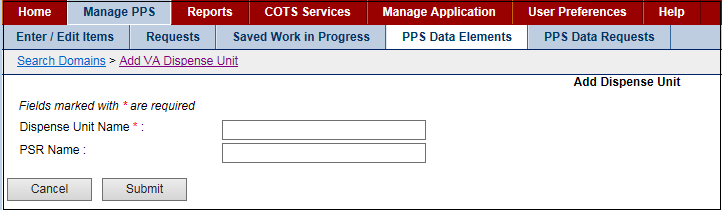 Home Manage PPS Reports COTS Services Manage Application User Preferences Help
Enter / Edit Items Requests Saved Work in Progress PPS Data Elements PPS Data Requests
Search Domains > Add VA Dispense Unit
Add Dispense Unit
Fields marked with * are required
Dispense Unit Name * :
PSR Name :
Cancel Submit